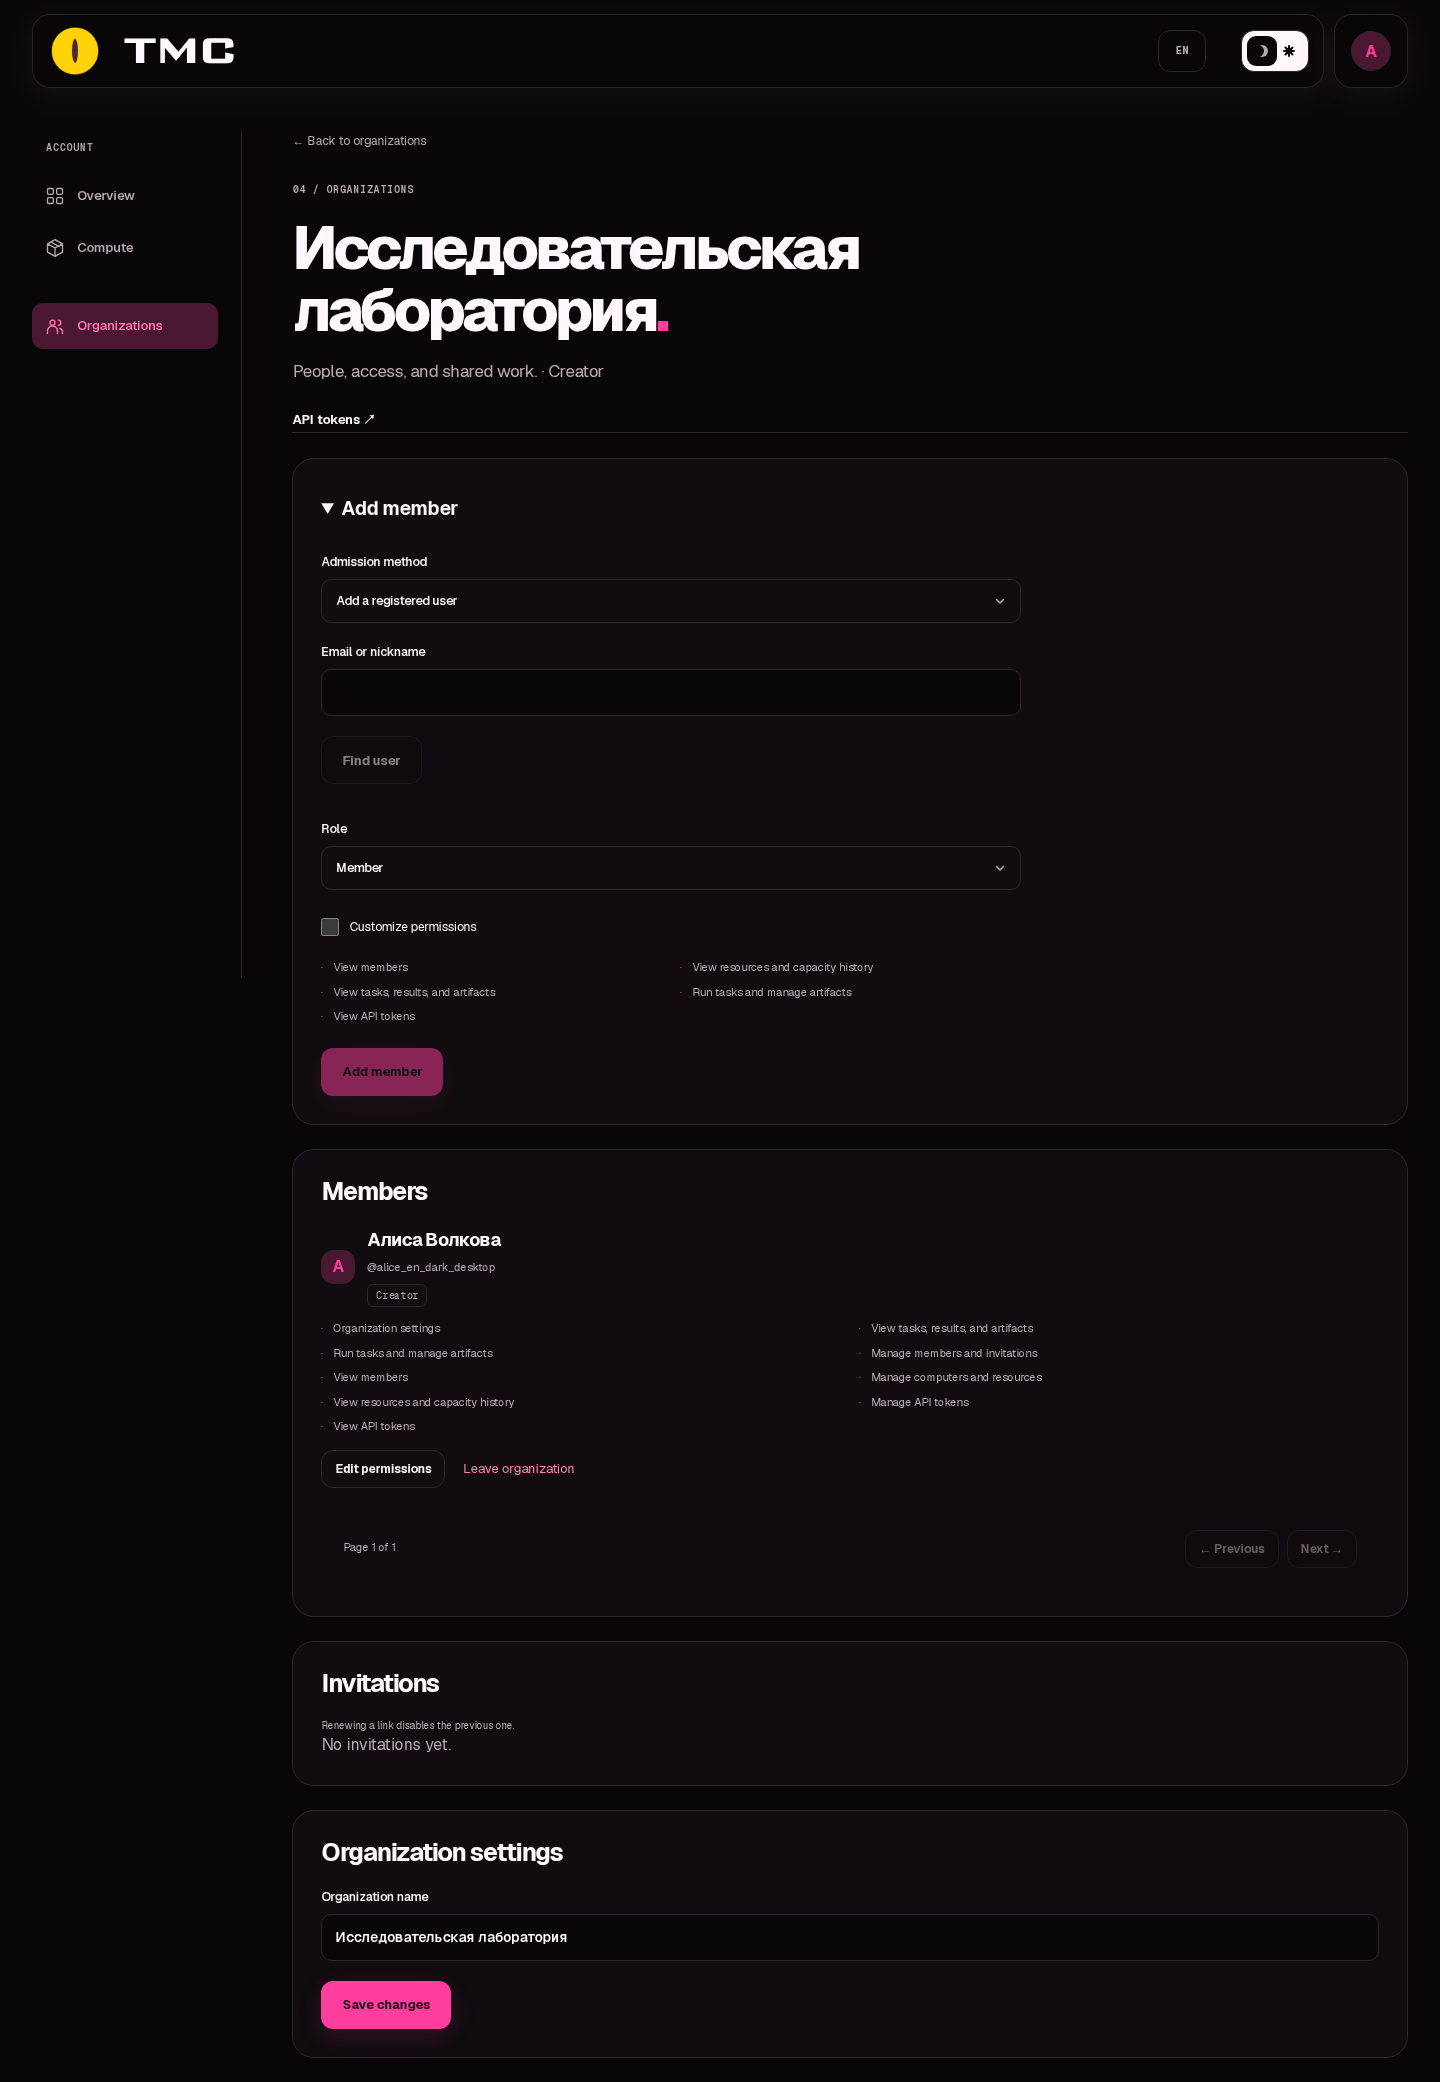 TMC
EN
A
ACCOUNT
Overview
Compute
Organizations
← Back to organizations
04 / ORGANIZATIONS
Исследовательская
лаборатория.
People, access, and shared work. · Creator
API tokens ↗
▼ Add member
Admission method
Add a registered user
Email or nickname
Find user
Role
Member
Customize permissions
· View members
· View resources and capacity history
· View tasks, results, and artifacts
· Run tasks and manage artifacts
· View API tokens
Add member
Members
A
Алиса Волкова
@alice_en_dark_desktop
Creator
· Organization settings
· View tasks, results, and artifacts
· Run tasks and manage artifacts
· Manage members and invitations
· View members
· Manage computers and resources
· View resources and capacity history
· Manage API tokens
· View API tokens
Edit permissions
Leave organization
Page 1 of 1
← Previous
Next →
Invitations
Renewing a link disables the previous one.
No invitations yet.
Organization settings
Organization name
Исследовательская лаборатория
Save changes